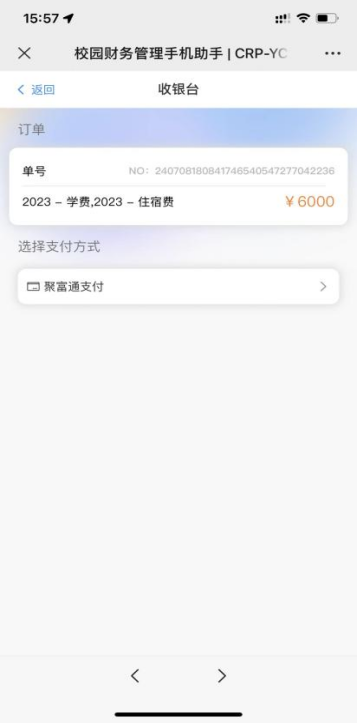 15:57
校园财务管理手机助手 | CRP-YC
返回
收银台
订单
单号 NO: 240708180841746540547277042236
2023 – 学费,2023 – 住宿费 ￥6000
选择支付方式
聚富通支付